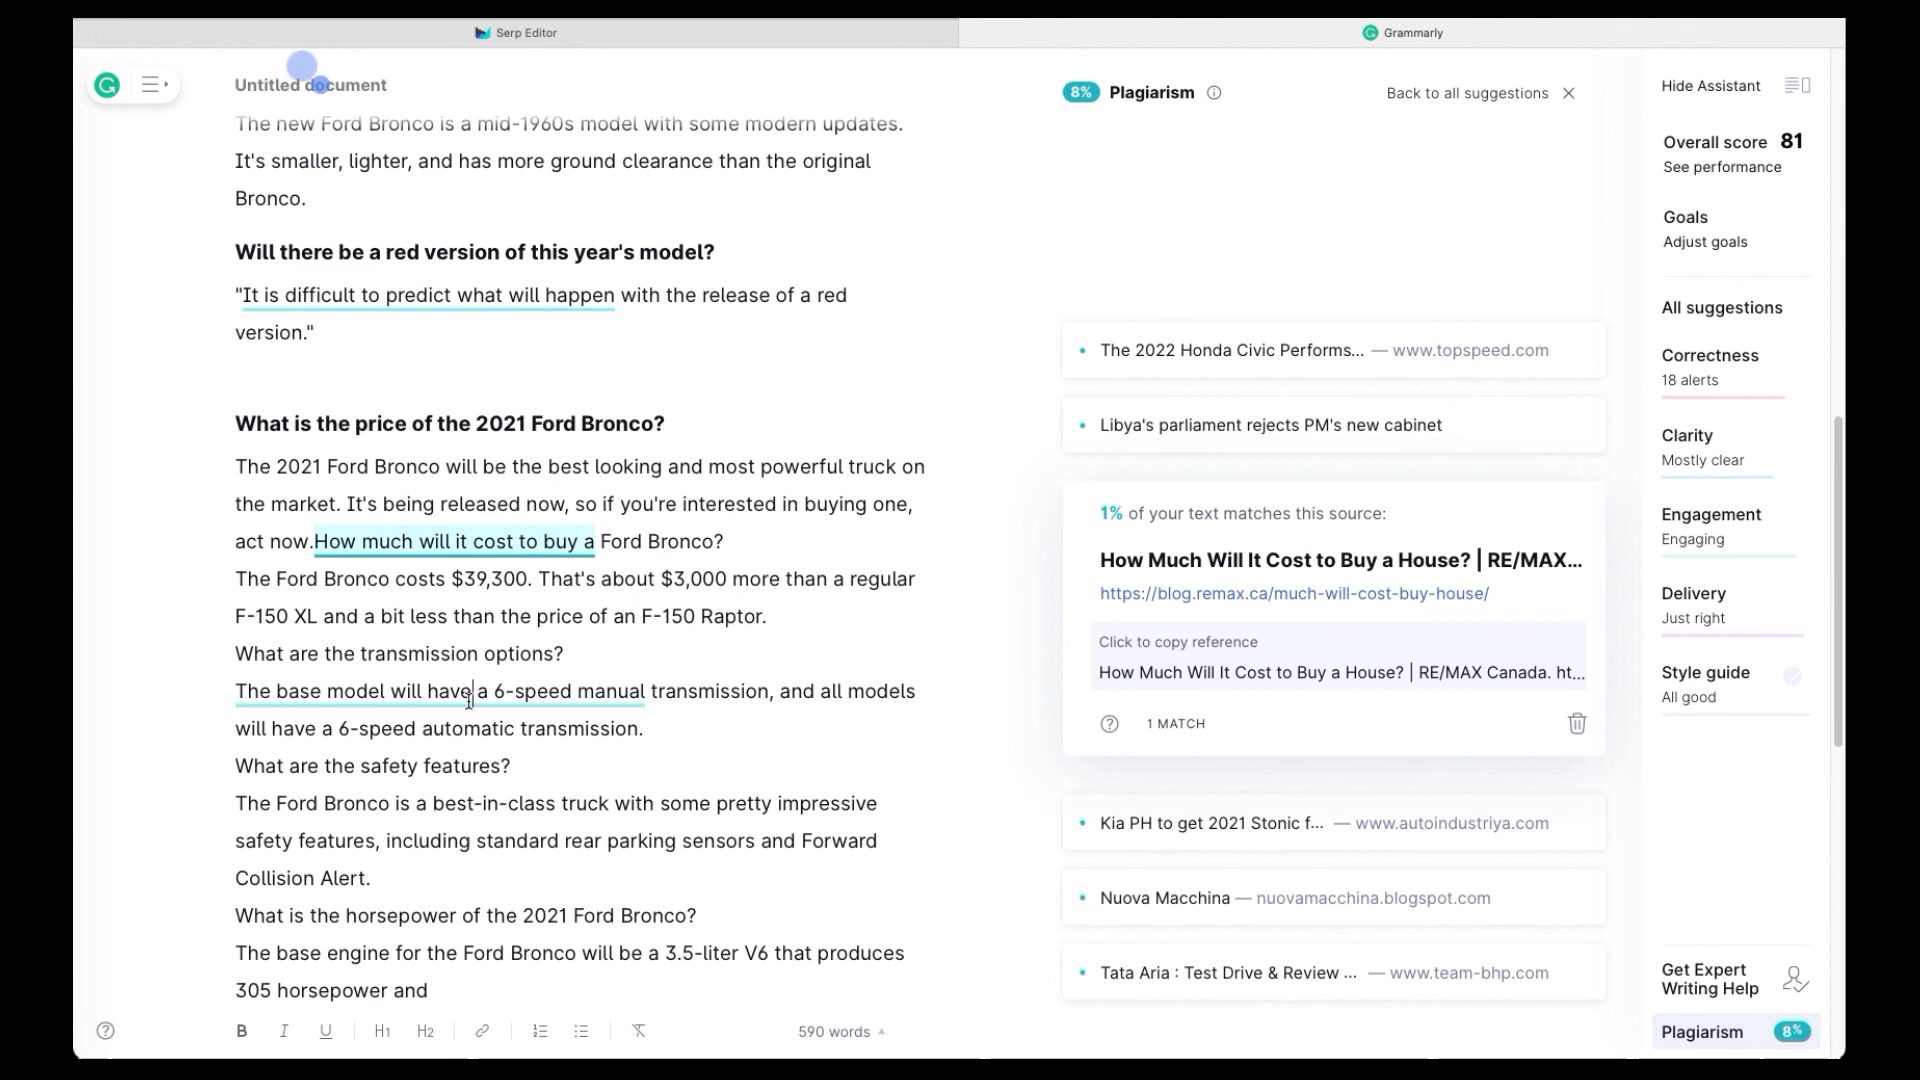 Serp Editor
Grammarly
Untitled document
The new Ford Bronco is a mid-1960s model with some modern updates.
It's smaller, lighter, and has more ground clearance than the original
Bronco.
Will there be a red version of this year's model?
"It is difficult to predict what will happen with the release of a red
version."
What is the price of the 2021 Ford Bronco?
The 2021 Ford Bronco will be the best looking and most powerful truck on
the market. It's being released now, so if you're interested in buying one,
act now.How much will it cost to buy a Ford Bronco?
The Ford Bronco costs $39,300. That's about $3,000 more than a regular
F-150 XL and a bit less than the price of an F-150 Raptor.
What are the transmission options?
The base model will have a 6-speed manual transmission, and all models
will have a 6-speed automatic transmission.
What are the safety features?
The Ford Bronco is a best-in-class truck with some pretty impressive
safety features, including standard rear parking sensors and Forward
Collision Alert.
What is the horsepower of the 2021 Ford Bronco?
The base engine for the Ford Bronco will be a 3.5-liter V6 that produces
305 horsepower and
B I U H1 H2
590 words
8% Plagiarism
Back to all suggestions
The 2022 Honda Civic Performs... — www.topspeed.com
Libya's parliament rejects PM's new cabinet
1% of your text matches this source:
How Much Will It Cost to Buy a House? | RE/MAX...
https://blog.remax.ca/much-will-cost-buy-house/
Click to copy reference
How Much Will It Cost to Buy a House? | RE/MAX Canada. ht...
1 MATCH
Kia PH to get 2021 Stonic f... — www.autoindustriya.com
Nuova Macchina — nuovamacchina.blogspot.com
Tata Aria : Test Drive & Review ... — www.team-bhp.com
Hide Assistant
Overall score 81
See performance
Goals
Adjust goals
All suggestions
Correctness
18 alerts
Clarity
Mostly clear
Engagement
Engaging
Delivery
Just right
Style guide
All good
Get Expert
Writing Help
Plagiarism 8%